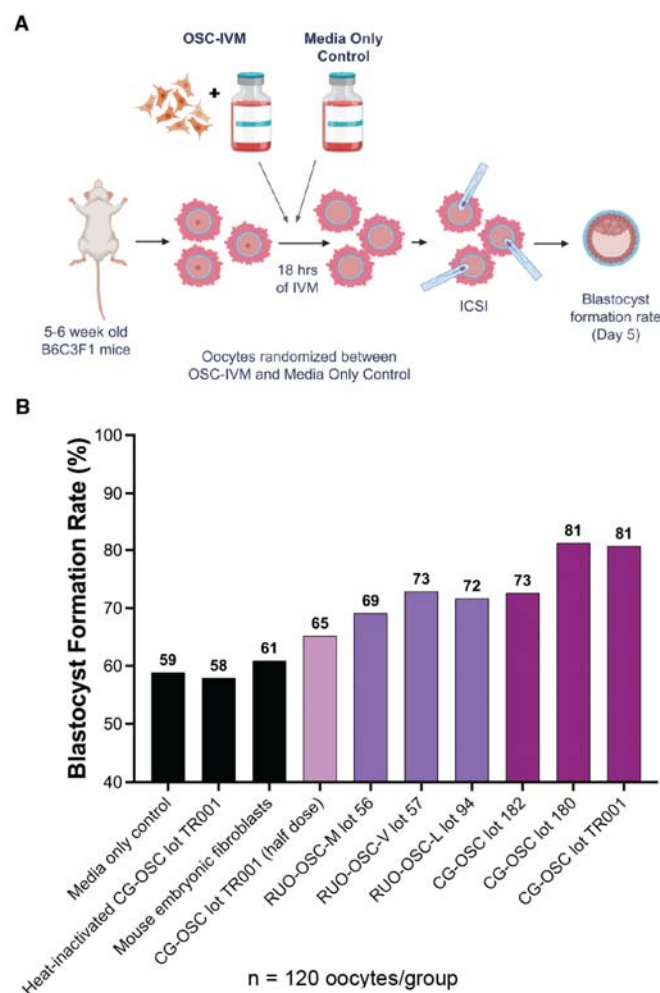 A
OSC-IVM
Media Only
Control
+
18 hrs
of IVM
ICSI
5-6 week old
B6C3F1 mice
Blastocyst
formation rate
(Day 5)
Oocytes randomized between
OSC-IVM and Media Only Control
B
Blastocyst Formation Rate (%)
100
90
80
70
60
50
40
59
58
61
65
69
73
72
73
81
81
Media only control
Heat-inactivated CG-OSC lot TR001
Mouse embryonic fibroblasts
CG-OSC lot TR001 (half dose)
RUO-OSC-M lot 56
RUO-OSC-V lot 57
RUO-OSC-L lot 94
CG-OSC lot 182
CG-OSC lot 180
CG-OSC lot TR001
n = 120 oocytes/group